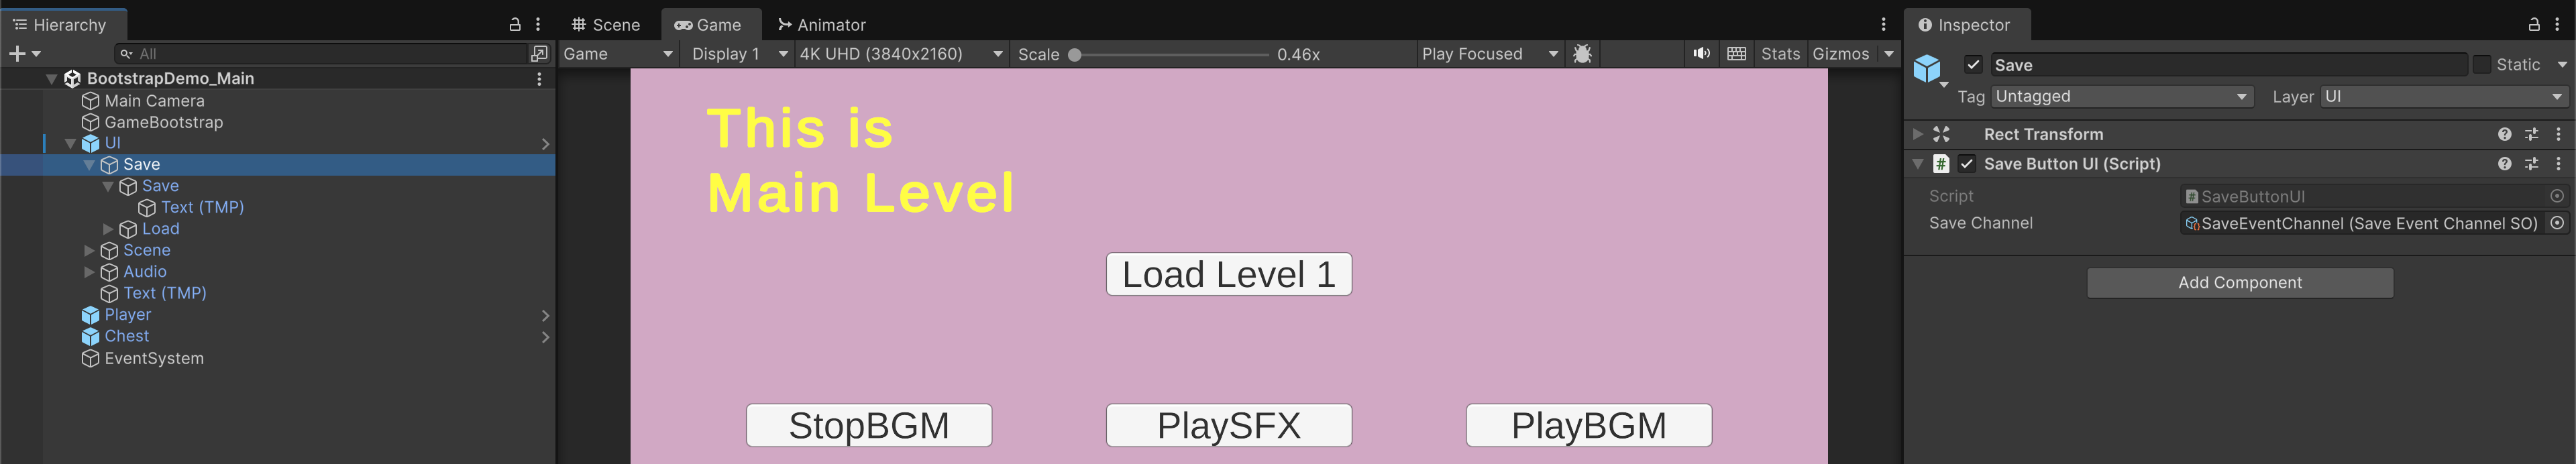 Hierarchy
All
BootstrapDemo_Main
Main Camera
GameBootstrap
UI
Save
Save
Text (TMP)
Load
Scene
Audio
Text (TMP)
Player
Chest
EventSystem
Scene
Game
Animator
Game
Display 1
4K UHD (3840x2160)
Scale
0.46x
Play Focused
Stats
Gizmos
This is
Main Level
Load Level 1
StopBGM
PlaySFX
PlayBGM
Inspector
Save
Static
Tag
Untagged
Layer
UI
Rect Transform
# Save Button UI (Script)
Script
SaveButtonUI
Save Channel
SaveEventChannel (Save Event Channel SO)
Add Component